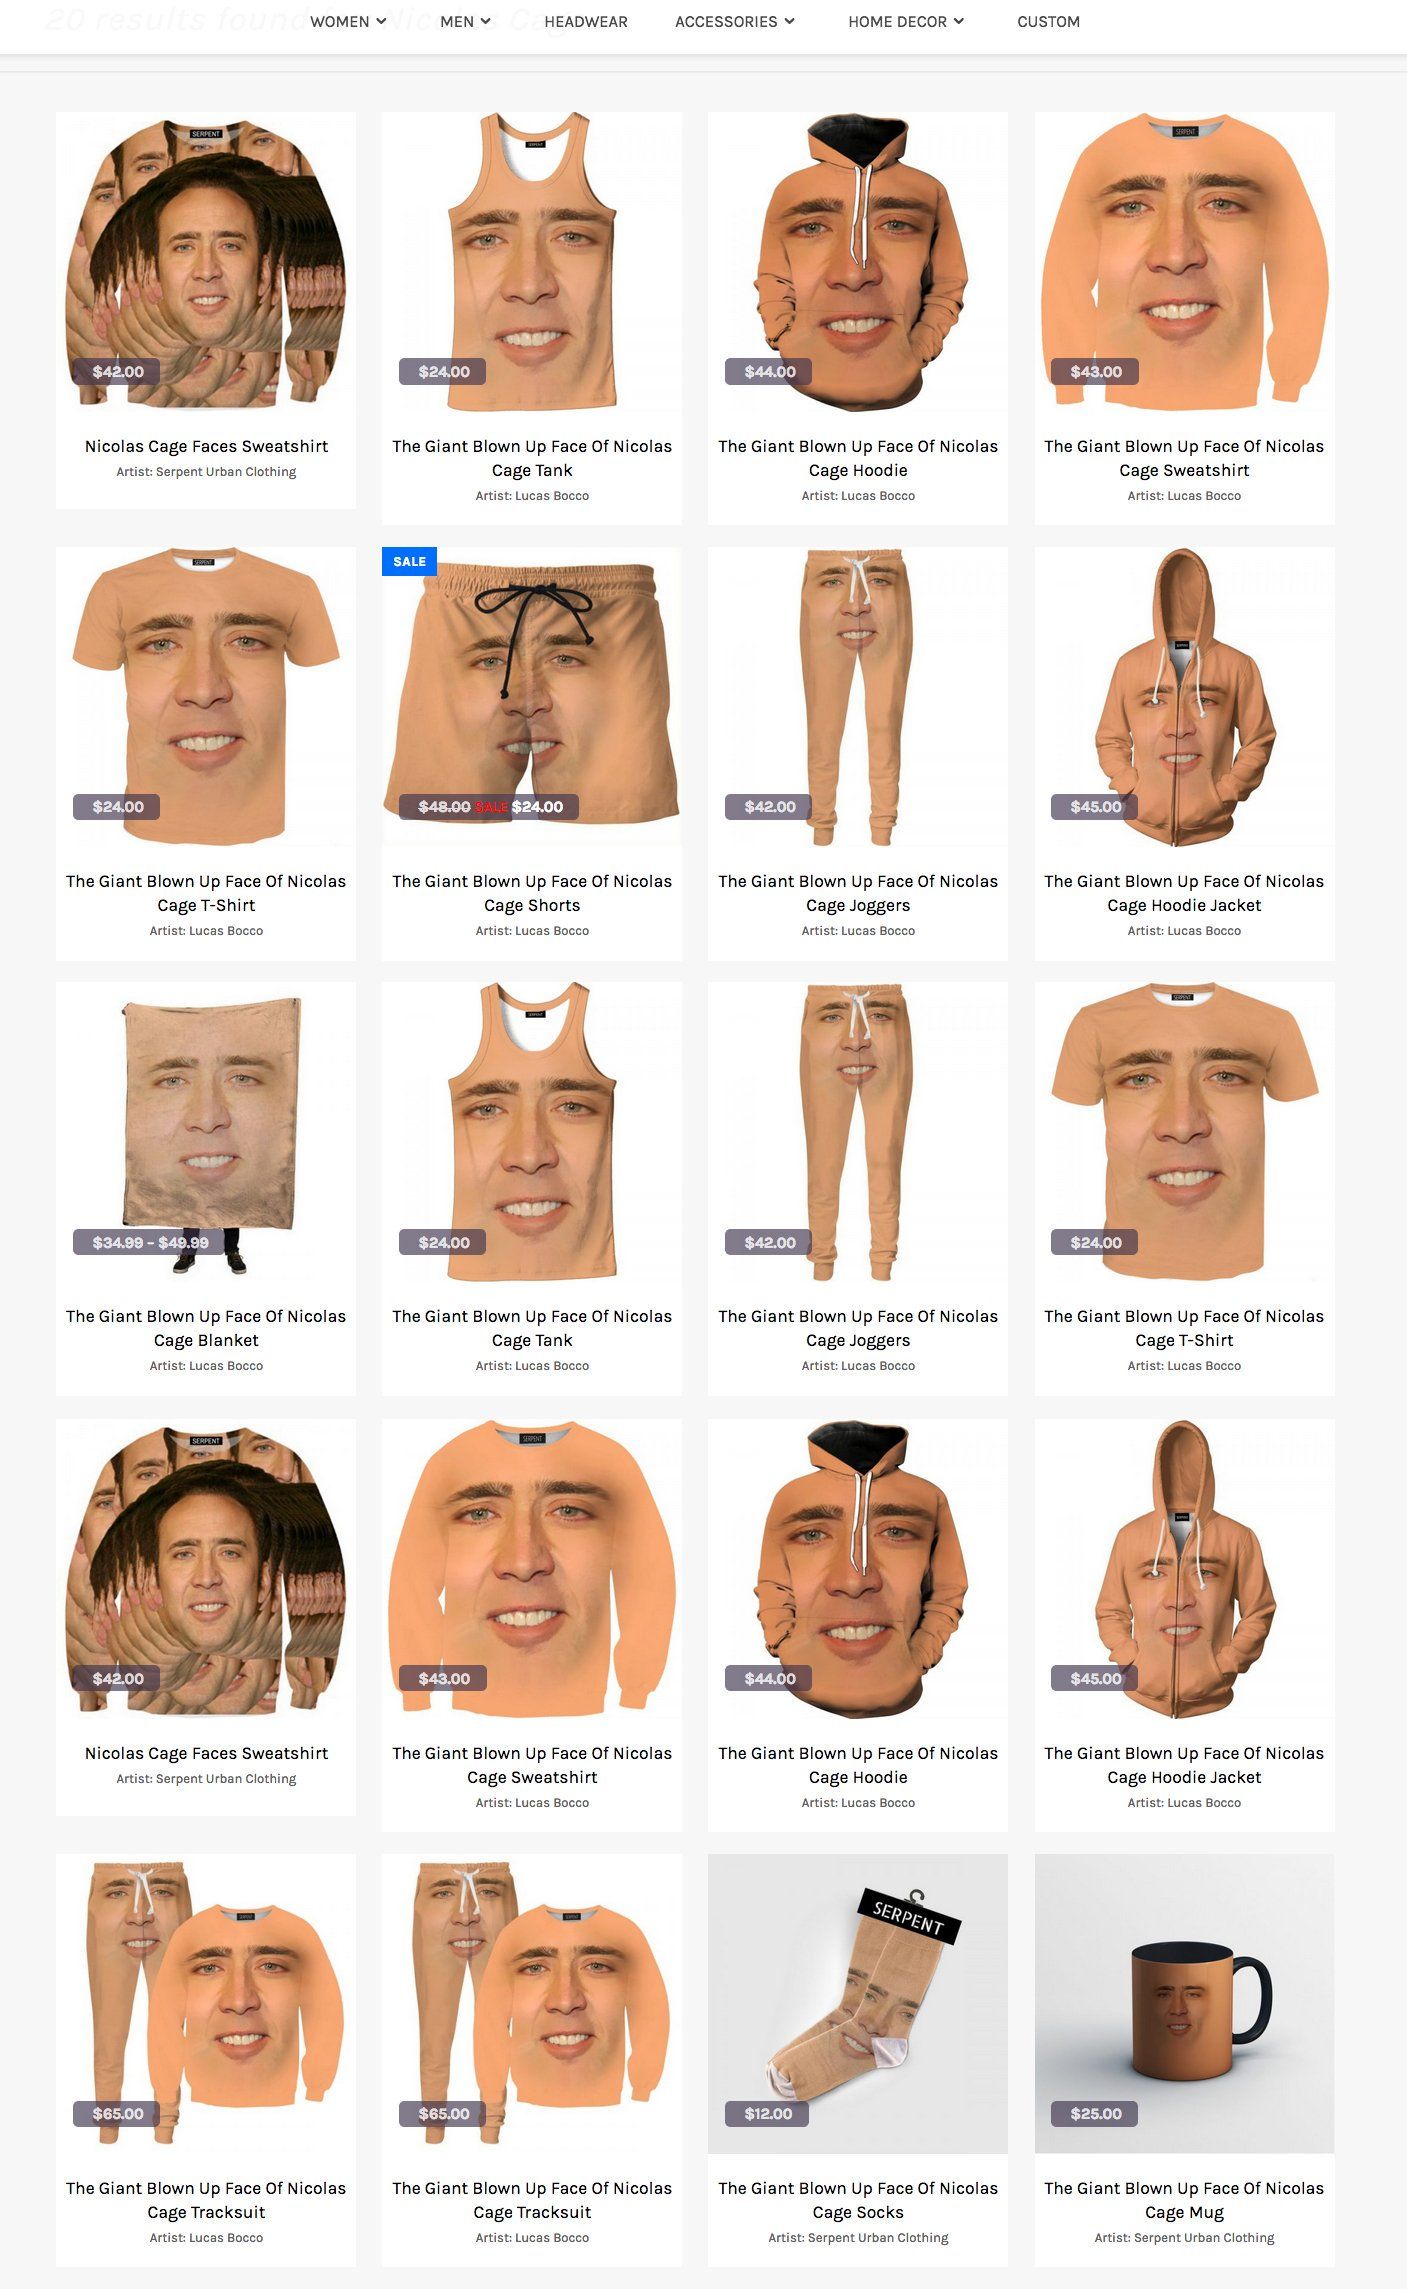 20 results found for Nicolas Cage
WOMEN MEN HEADWEAR ACCESSORIES HOME DECOR CUSTOM
SERPENT
$42.00
Nicolas Cage Faces Sweatshirt
Artist: Serpent Urban Clothing
SERPENT
$24.00
The Giant Blown Up Face Of Nicolas
Cage Tank
Artist: Lucas Bocco
$44.00
The Giant Blown Up Face Of Nicolas
Cage Hoodie
Artist: Lucas Bocco
SERPENT
$43.00
The Giant Blown Up Face Of Nicolas
Cage Sweatshirt
Artist: Lucas Bocco
SERPENT
$24.00
The Giant Blown Up Face Of Nicolas
Cage T-Shirt
Artist: Lucas Bocco
SALE
$48.00 SALE $24.00
The Giant Blown Up Face Of Nicolas
Cage Shorts
Artist: Lucas Bocco
$42.00
The Giant Blown Up Face Of Nicolas
Cage Joggers
Artist: Lucas Bocco
SERPENT
$45.00
The Giant Blown Up Face Of Nicolas
Cage Hoodie Jacket
Artist: Lucas Bocco
$34.99 - $49.99
The Giant Blown Up Face Of Nicolas
Cage Blanket
Artist: Lucas Bocco
SERPENT
$24.00
The Giant Blown Up Face Of Nicolas
Cage Tank
Artist: Lucas Bocco
$42.00
The Giant Blown Up Face Of Nicolas
Cage Joggers
Artist: Lucas Bocco
SERPENT
$24.00
The Giant Blown Up Face Of Nicolas
Cage T-Shirt
Artist: Lucas Bocco
SERPENT
$42.00
Nicolas Cage Faces Sweatshirt
Artist: Serpent Urban Clothing
SERPENT
$43.00
The Giant Blown Up Face Of Nicolas
Cage Sweatshirt
Artist: Lucas Bocco
$44.00
The Giant Blown Up Face Of Nicolas
Cage Hoodie
Artist: Lucas Bocco
SERPENT
$45.00
The Giant Blown Up Face Of Nicolas
Cage Hoodie Jacket
Artist: Lucas Bocco
SERPENT
$65.00
The Giant Blown Up Face Of Nicolas
Cage Tracksuit
Artist: Lucas Bocco
SERPENT
$65.00
The Giant Blown Up Face Of Nicolas
Cage Tracksuit
Artist: Lucas Bocco
SERPENT
$12.00
The Giant Blown Up Face Of Nicolas
Cage Socks
Artist: Serpent Urban Clothing
$25.00
The Giant Blown Up Face Of Nicolas
Cage Mug
Artist: Serpent Urban Clothing